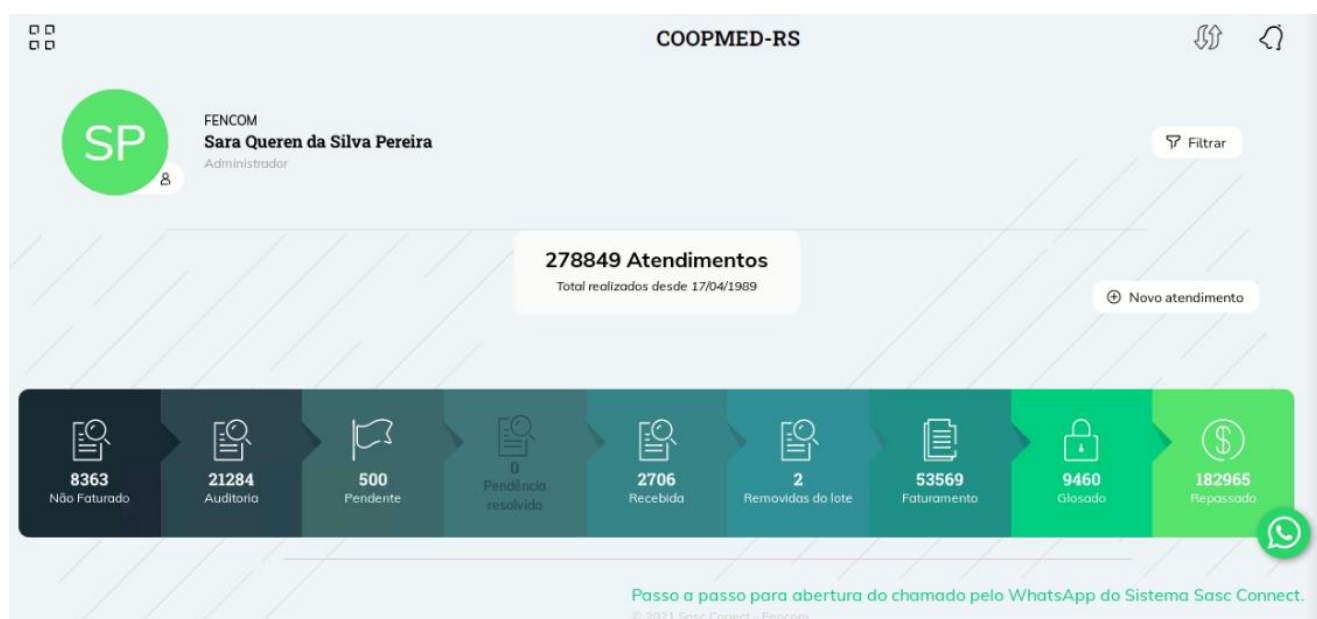 COOPMED-RS
SP
FENCOM
Sara Queren da Silva Pereira
Administrador
Filtrar
278849 Atendimentos
Total realizados desde 17/04/1989
Novo atendimento
8363
Não Faturado
21284
Auditoria
500
Pendente
0
Pendência
resolvida
2706
Recebida
2
Removidas do lote
53569
Faturamento
9460
Glosado
182965
Repassado
Passo a passo para abertura do chamado pelo WhatsApp do Sistema Sasc Connect.
© 2021 Sasc Conect - Fencom